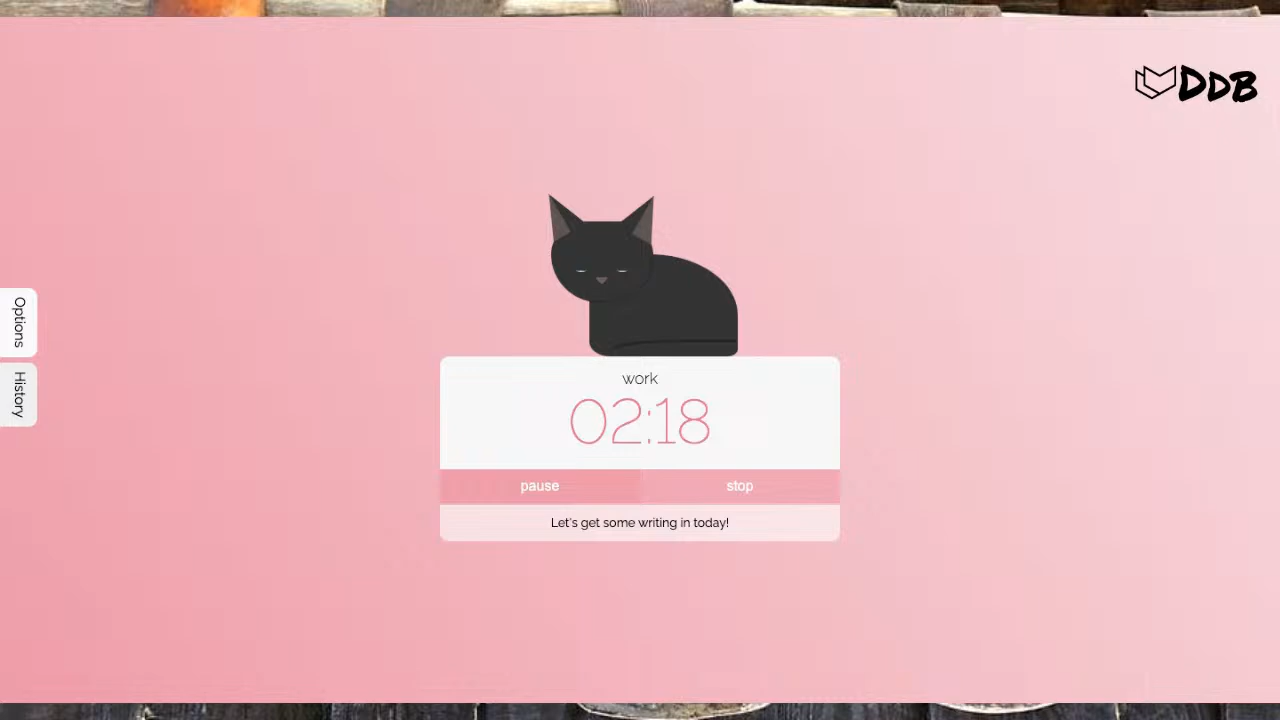 DDB
Options
History
work
02:18
pause
stop
Let's get some writing in today!